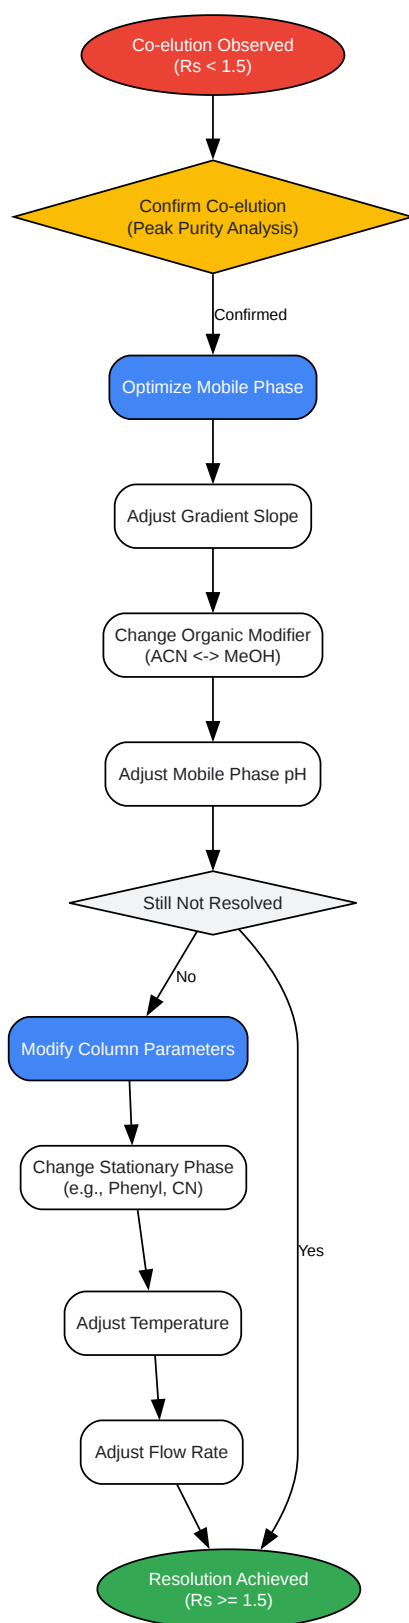 Co-elution Observed
(Rs < 1.5)
Confirm Co-elution
(Peak Purity Analysis)
Confirmed
Optimize Mobile Phase
Adjust Gradient Slope
Change Organic Modifier
(ACN <-> MeOH)
Adjust Mobile Phase pH
Still Not Resolved
No
Modify Column Parameters
Change Stationary Phase
(e.g., Phenyl, CN)
Yes
Adjust Temperature
Adjust Flow Rate
Resolution Achieved
(Rs >= 1.5)